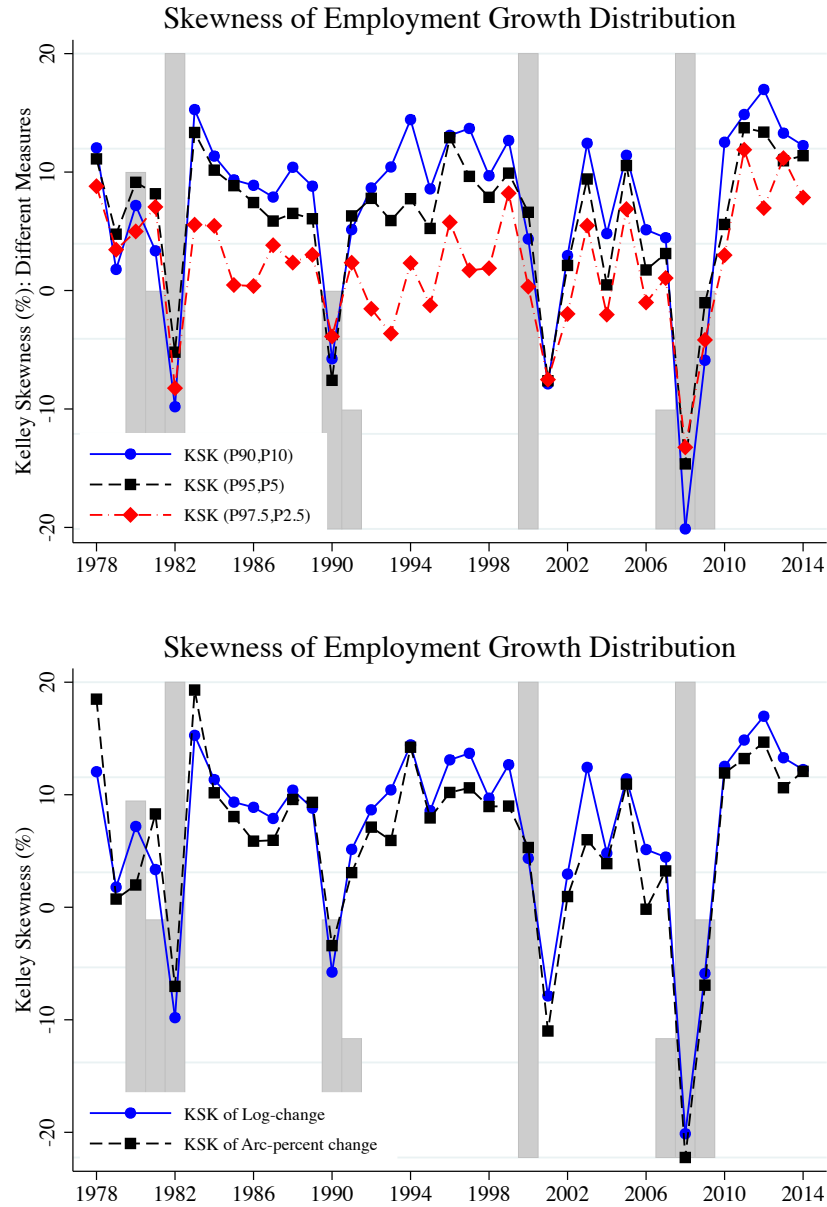 Skewness of Employment Growth Distribution
Kelley Skewness (%): Different Measures
20
10
0
-10
-20
KSK (P90,P10)
KSK (P95,P5)
KSK (P97.5,P2.5)
1978 1982 1986 1990 1994 1998 2002 2006 2010 2014
Skewness of Employment Growth Distribution
Kelley Skewness (%)
20
10
0
-10
-20
KSK of Log-change
KSK of Arc-percent change
1978 1982 1986 1990 1994 1998 2002 2006 2010 2014